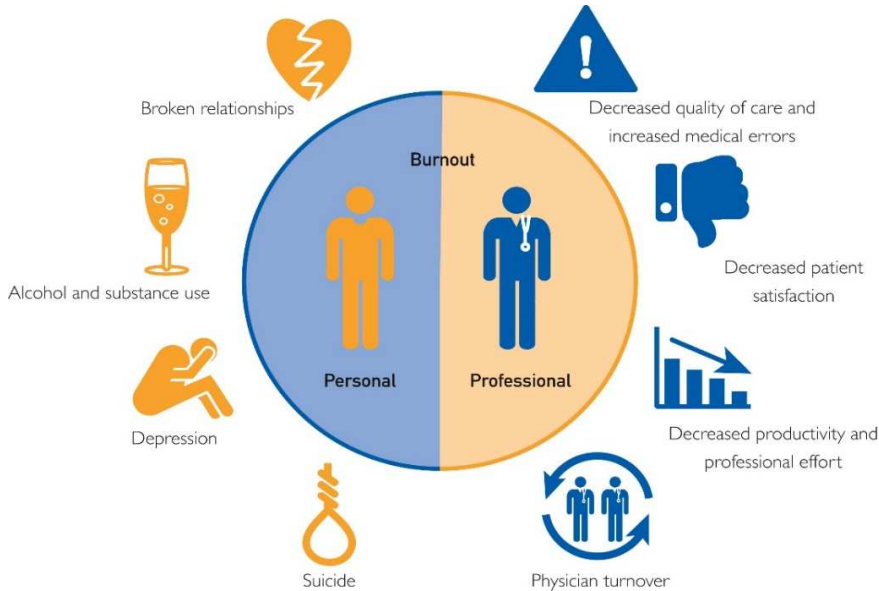 Burnout
Personal
Professional
Broken relationships
Alcohol and substance use
Depression
Suicide
Decreased quality of care and
increased medical errors
Decreased patient
satisfaction
Decreased productivity and
professional effort
Physician turnover